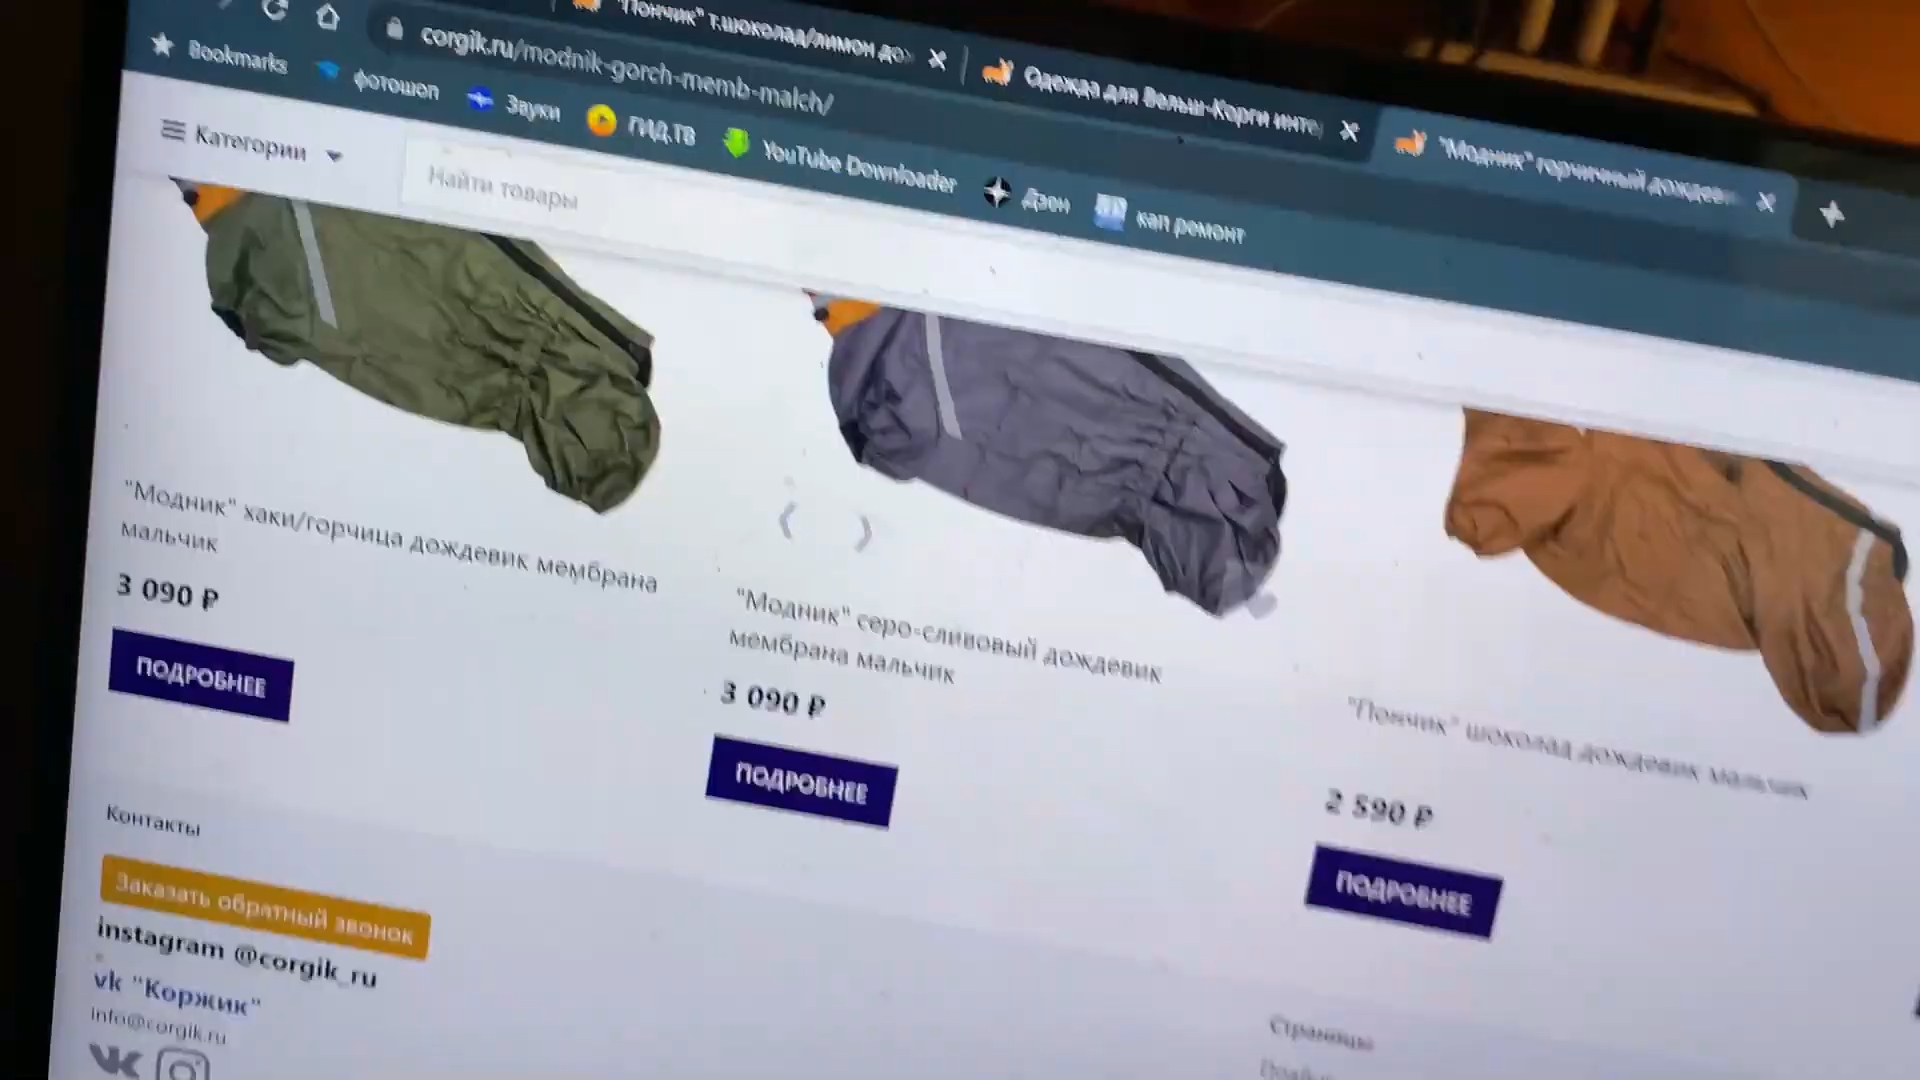 "Пончик" т.шоколад/лимон до
Одежда для Вельш-Корги инте
"Модник" горчичный дождев
corgik.ru/modnik-gorch-memb-malch/
Bookmarks
фотошоп
Звуки
ГИД.ТВ
YouTube Downloader
Дзен
кап ремонт
Категории
Найти товары
"Модник" хаки/горчица дождевик мембрана
мальчик
3 090 ₽
ПОДРОБНЕЕ
"Модник" серо-сливовый дождевик
мембрана мальчик
3 090 ₽
ПОДРОБНЕЕ
"Пончик" шоколад дождевик мальчик
2 590 ₽
ПОДРОБНЕЕ
Контакты
Заказать обратный звонок
instagram @corgik_ru
vk "Коржик"
info@corgik.ru
Страницы